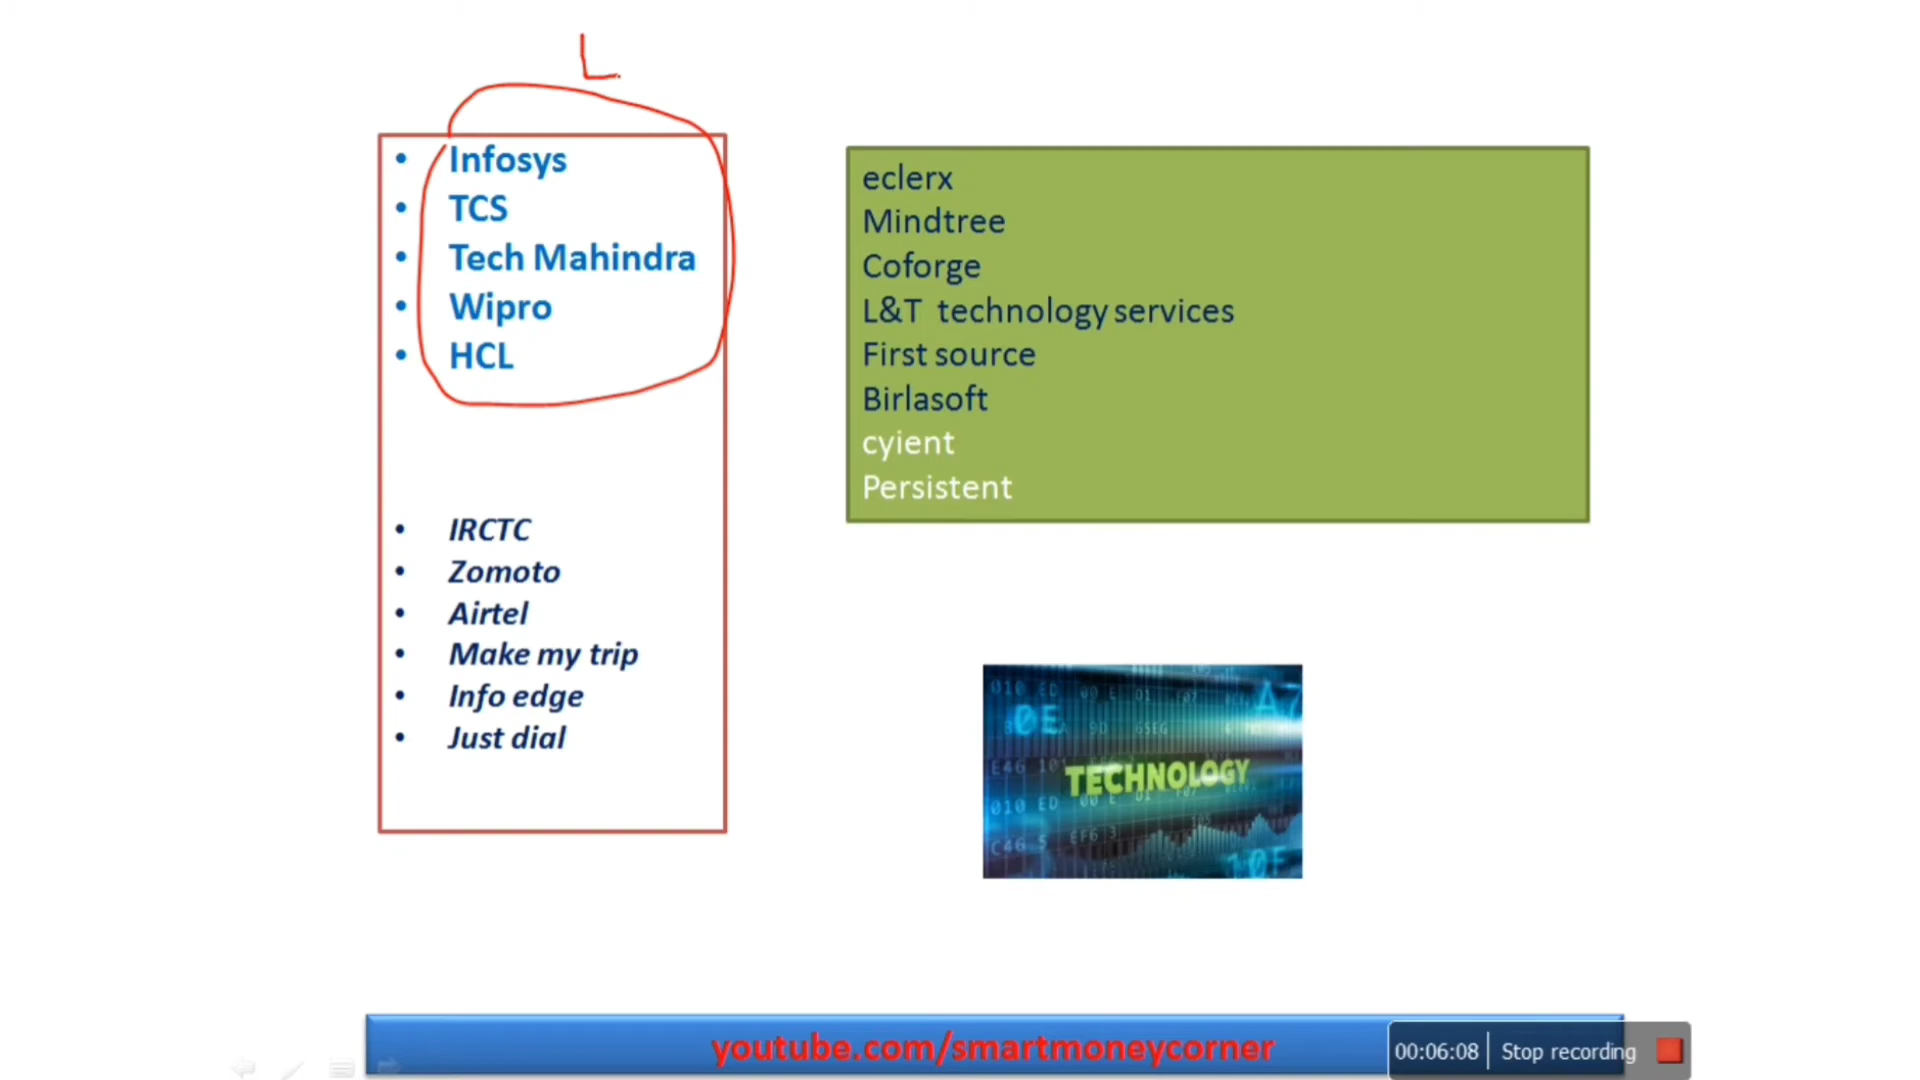 L
Infosys
TCS
Tech Mahindra
Wipro
HCL
IRCTC
Zomoto
Airtel
Make my trip
Info edge
Just dial
eclerx
Mindtree
Coforge
L&T technology services
First source
Birlasoft
cyient
Persistent
TECHNOLOGY
youtube.com/smartmoneycorner
00:06:08 Stop recording